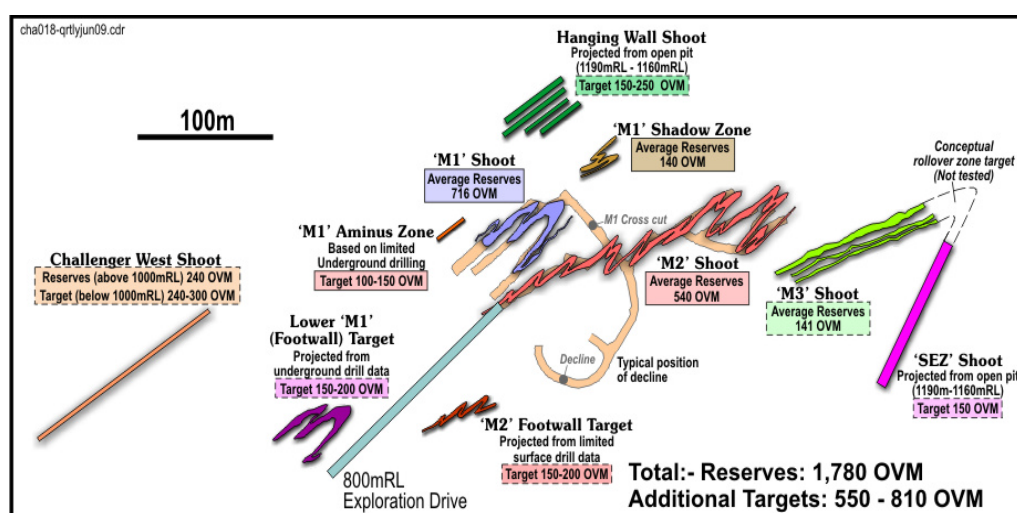 cha018-qrtlyjun09.cdr
Hanging Wall Shoot
Projected from open pit
(1190mRL - 1160mRL)
Target 150-250 OVM
100m
'M1' Shadow Zone
Average Reserves
140 OVM
Conceptual
rollover zone target
(Not tested)
'M1' Shoot
Average Reserves
716 OVM
M1 Cross cut
'M1' Aminus Zone
Based on limited
Underground drilling
Target 100-150 OVM
Challenger West Shoot
Reserves (above 1000mRL) 240 OVM
Target (below 1000mRL) 240-300 OVM
'M2' Shoot
Average Reserves
540 OVM
'M3' Shoot
Average Reserves
141 OVM
Lower 'M1'
(Footwall) Target
Projected from
underground drill data
Target 150-200 OVM
Decline
Typical position
of decline
'SEZ' Shoot
Projected from open pit
(1190m-1160mRL)
Target 150 OVM
'M2' Footwall Target
Projected from limited
surface drill data
Target 150-200 OVM
800mRL
Exploration Drive
Total:- Reserves: 1,780 OVM
Additional Targets: 550 - 810 OVM